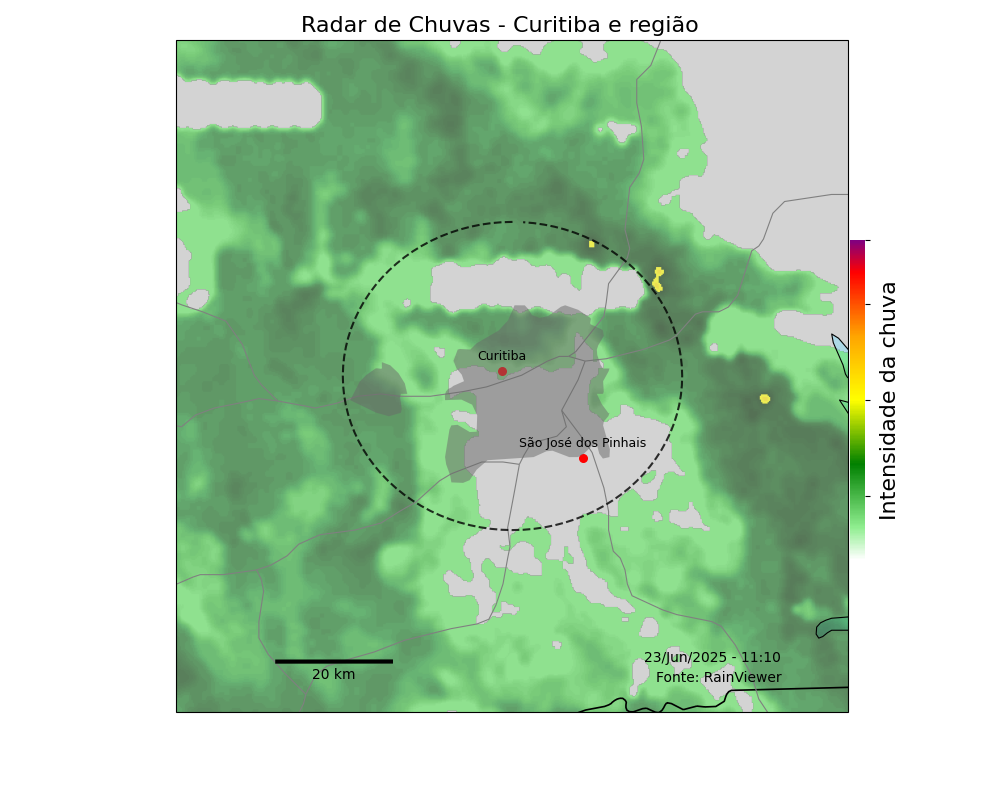 Radar de Chuvas - Curitiba e região
Curitiba
São José dos Pinhais
Intensidade da chuva
23/Jun/2025 - 11:10
Fonte: RainViewer
20 km